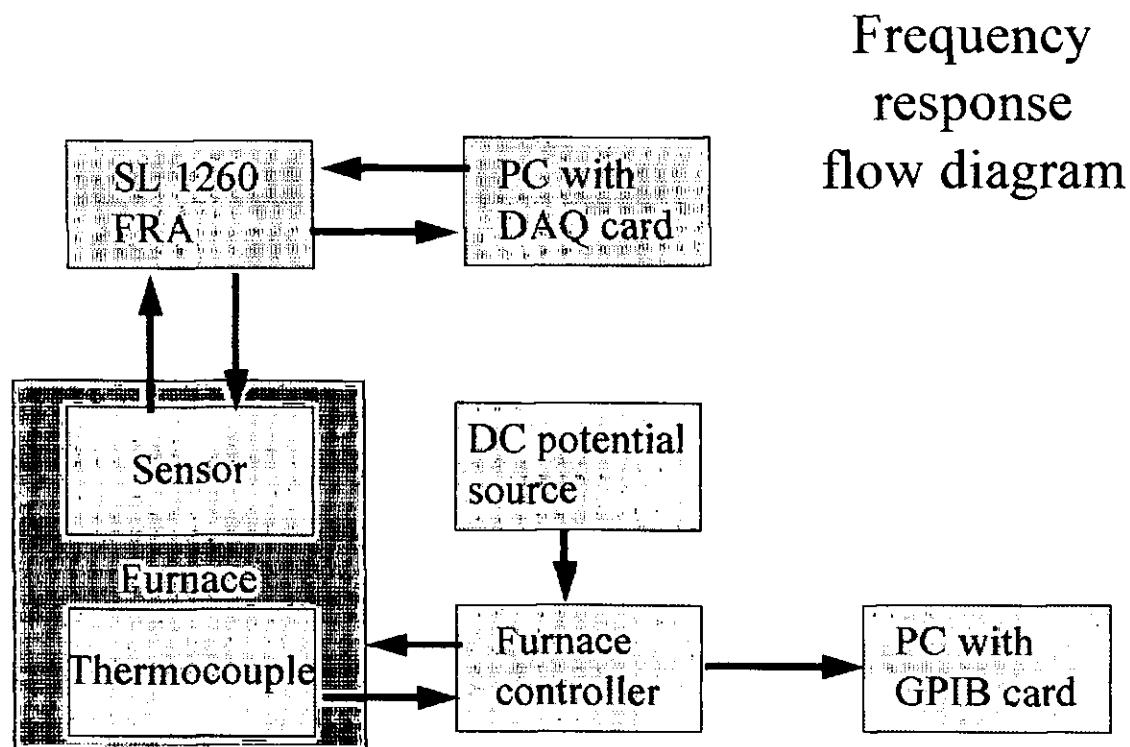 Frequency
response
flow diagram
SL 1260
FRA
PC with
DAQ card
Sensor
DC potential
source
Furnace
Thermocouple
Furnace
controller
PC with
GPIB card